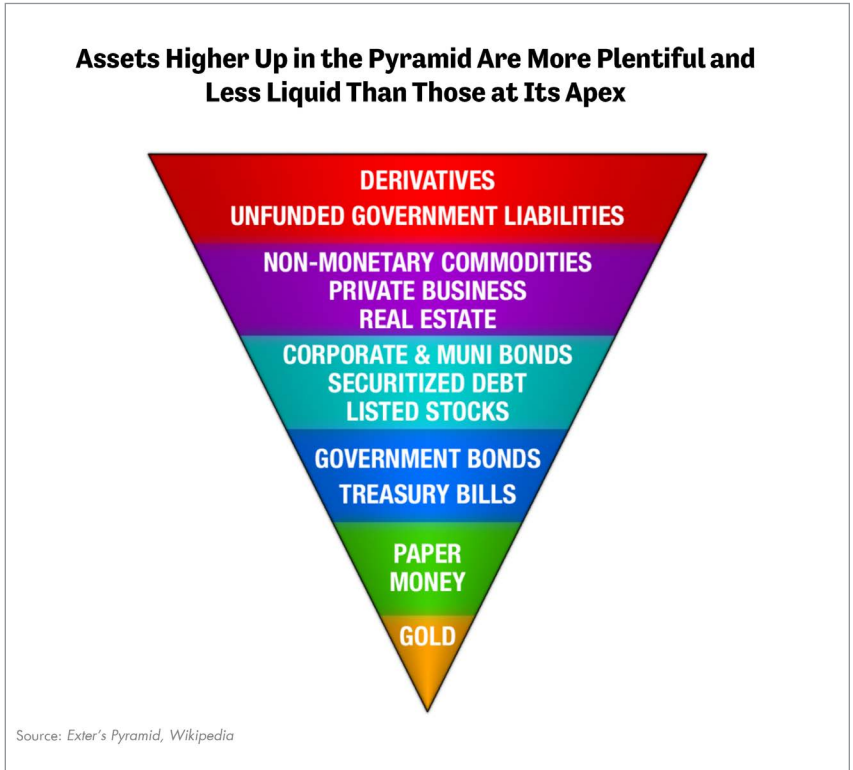 Assets Higher Up in the Pyramid Are More Plentiful and
Less Liquid Than Those at Its Apex
DERIVATIVES
UNFUNDED GOVERNMENT LIABILITIES
NON-MONETARY COMMODITIES
PRIVATE BUSINESS
REAL ESTATE
CORPORATE & MUNI BONDS
SECURITIZED DEBT
LISTED STOCKS
GOVERNMENT BONDS
TREASURY BILLS
PAPER
MONEY
GOLD
Source: Exter's Pyramid, Wikipedia